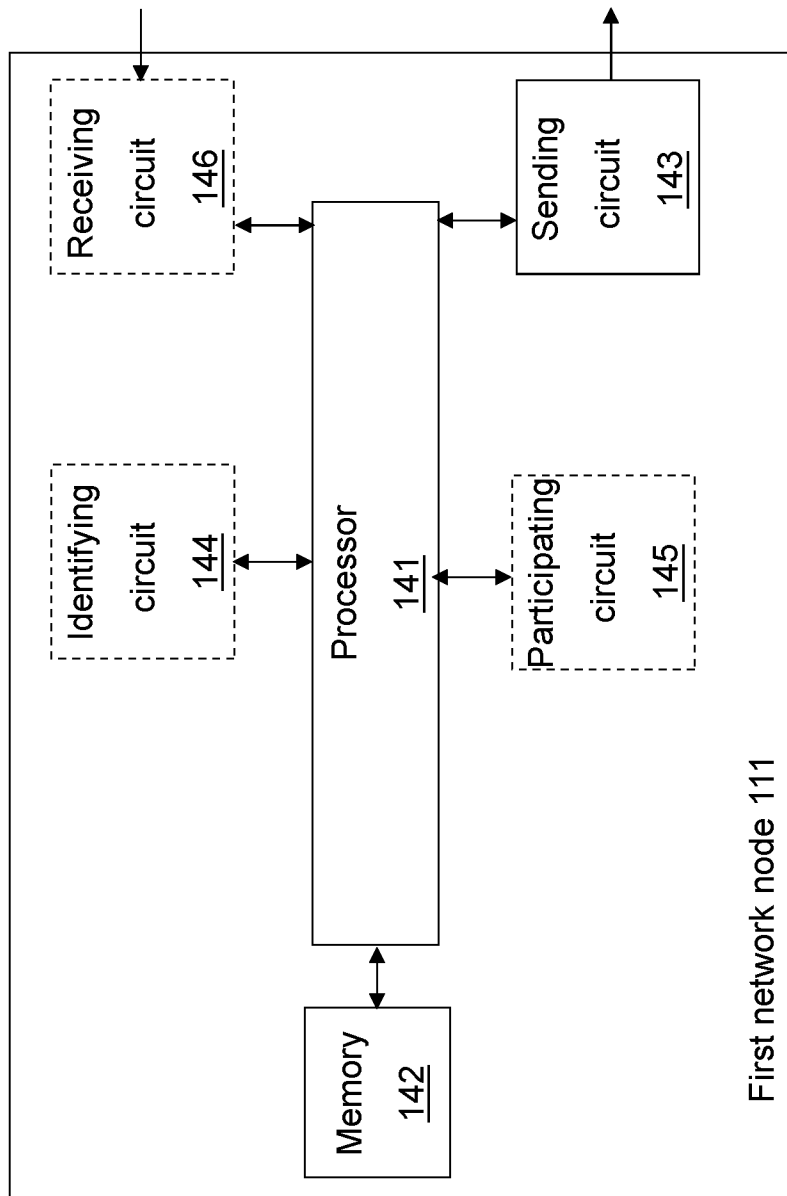 Identifying
circuit
144
Receiving
circuit
146
Memory
142
Processor
141
Participating
circuit
145
Sending
circuit
143
First network node 111